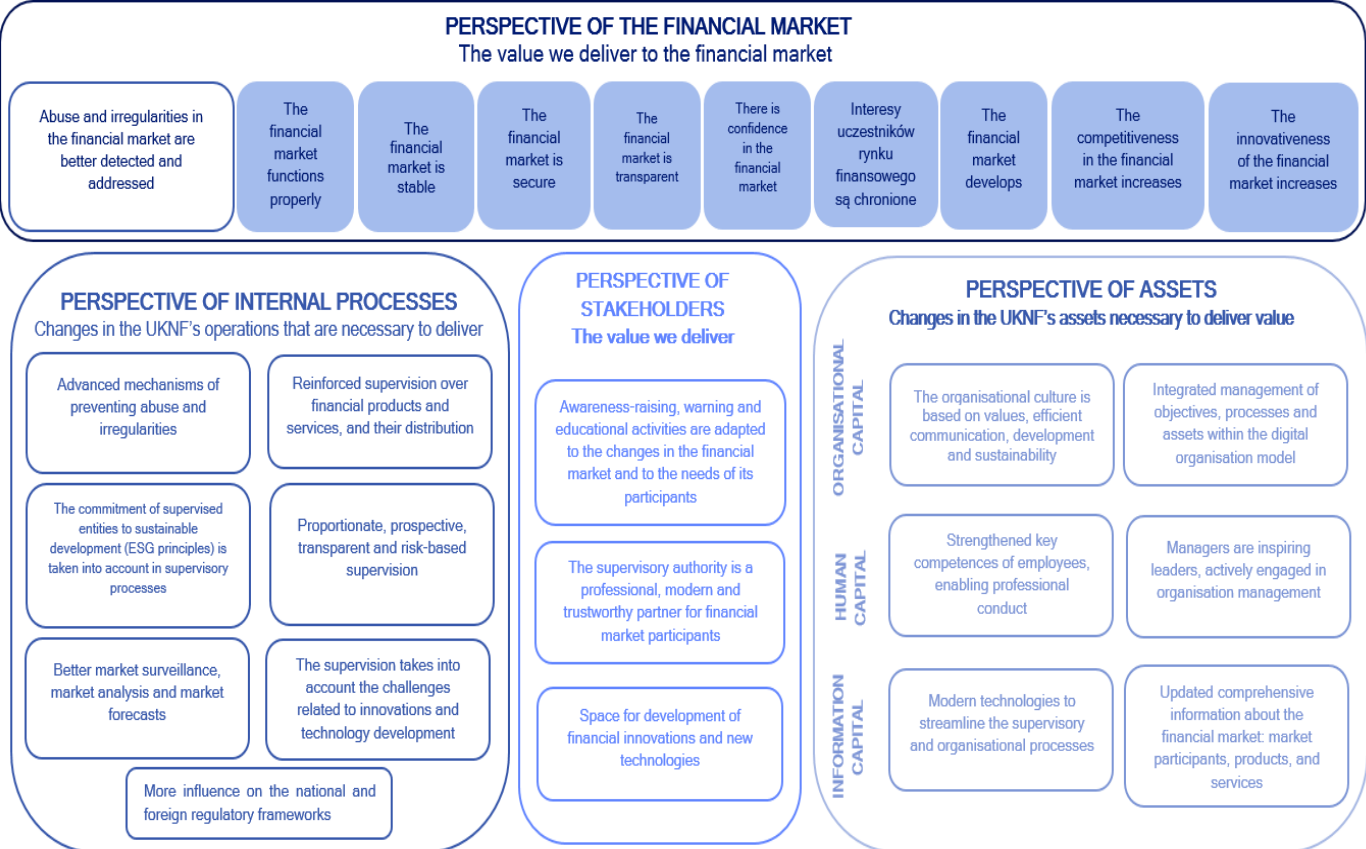 PERSPECTIVE OF THE FINANCIAL MARKET
The value we deliver to the financial market
Abuse and irregularities in
the financial market are
better detected and
addressed
The
financial
market
functions
properly
The
financial
market is
stable
The
financial
market is
secure
The
financial
market is
transparent
There is
confidence
in the
financial
market
Interesy
uczestników
rynku
finansowego
są chronione
The
financial
market
develops
The
competitiveness
in the financial
market increases
The
innovativeness
of the financial
market increases
PERSPECTIVE OF INTERNAL PROCESSES
Changes in the UKNF's operations that are necessary to deliver
Advanced mechanisms of
preventing abuse and
irregularities
Reinforced supervision over
financial products and
services, and their distribution
The commitment of supervised
entities to sustainable
development (ESG principles) is
taken into account in supervisory
processes
Proportionate, prospective,
transparent and risk-based
supervision
Better market surveillance,
market analysis and market
forecasts
The supervision takes into
account the challenges
related to innovations and
technology development
More influence on the national and
foreign regulatory frameworks
PERSPECTIVE OF
STAKEHOLDERS
The value we deliver
Awareness-raising, warning and
educational activities are adapted
to the changes in the financial
market and to the needs of its
participants
The supervisory authority is a
professional, modern and
trustworthy partner for financial
market participants
Space for development of
financial innovations and new
technologies
PERSPECTIVE OF ASSETS
Changes in the UKNF's assets necessary to deliver value
ORGANISATIONAL
CAPITAL
The organisational culture is
based on values, efficient
communication, development
and sustainability
Integrated management of
objectives, processes and
assets within the digital
organisation model
HUMAN
CAPITAL
Strengthened key
competences of employees,
enabling professional
conduct
Managers are inspiring
leaders, actively engaged in
organisation management
INFORMATION
CAPITAL
Modern technologies to
streamline the supervisory
and organisational processes
Updated comprehensive
information about the
financial market: market
participants, products, and
services